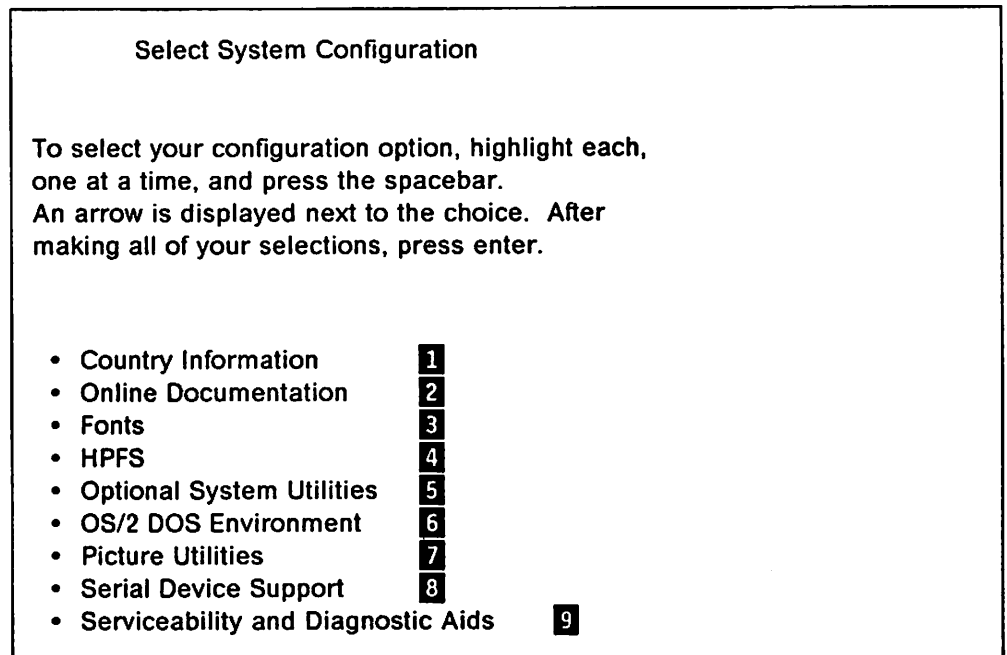 Select System Configuration
To select your configuration option, highlight each,
one at a time, and press the spacebar.
An arrow is displayed next to the choice. After
making all of your selections, press enter.
• Country Information 1
• Online Documentation 2
• Fonts 3
• HPFS 4
• Optional System Utilities 5
• OS/2 DOS Environment 6
• Picture Utilities 7
• Serial Device Support 8
• Serviceability and Diagnostic Aids 9